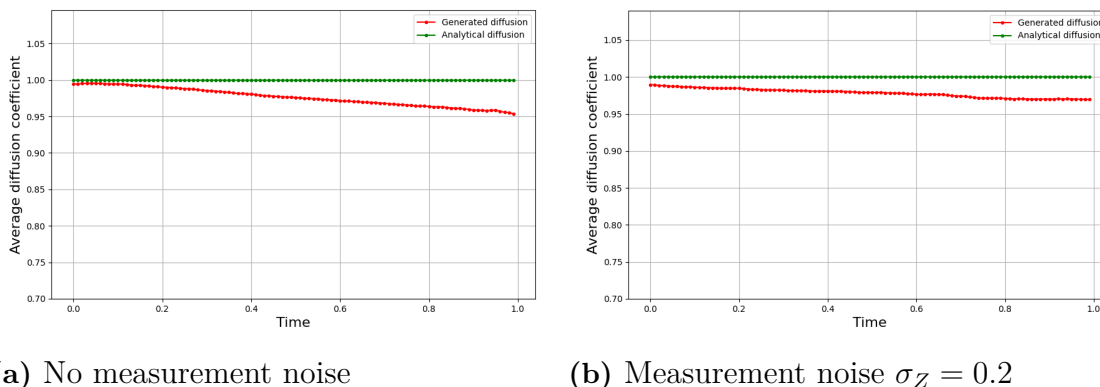 Generated diffusion
Analytical diffusion
Average diffusion coefficient
1.05
1.00
0.95
0.90
0.85
0.80
0.75
0.70
0.0 0.2 0.4 0.6 0.8 1.0
Time
Generated diffusion
Analytical diffusion
Average diffusion coefficient
1.05
1.00
0.95
0.90
0.85
0.80
0.75
0.70
0.0 0.2 0.4 0.6 0.8 1.0
Time
a) No measurement noise
(b) Measurement noise σ_Z = 0.2